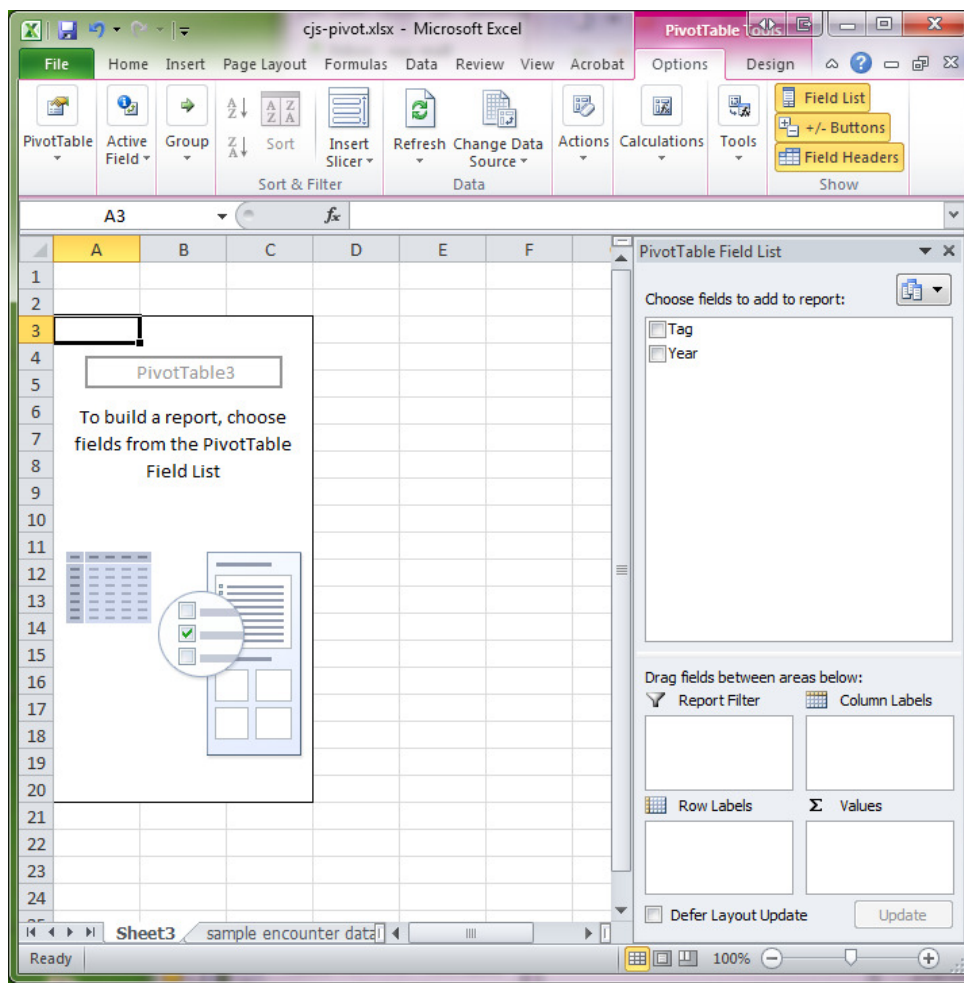 cjs-pivot.xlsx - Microsoft Excel
File Home Insert Page Layout Formulas Data Review View Acrobat Options Design
PivotTable
Active Field
Group
Sort
Insert Slicer
Refresh
Change Data Source
Actions
Calculations
Tools
Field List
+/- Buttons
Field Headers
Sort & Filter
Data
Show
A3
fx
A B C D E F
PivotTable Field List
Choose fields to add to report:
Tag
Year
1
2
3
4
5
6
7
8
9
10
11
12
13
14
15
16
17
18
19
20
21
22
23
24
PivotTable3
To build a report, choose
fields from the PivotTable
Field List
Drag fields between areas below:
Report Filter
Column Labels
Row Labels
Σ Values
Defer Layout Update
Update
Sheet3
sample encounter data
Ready
100%